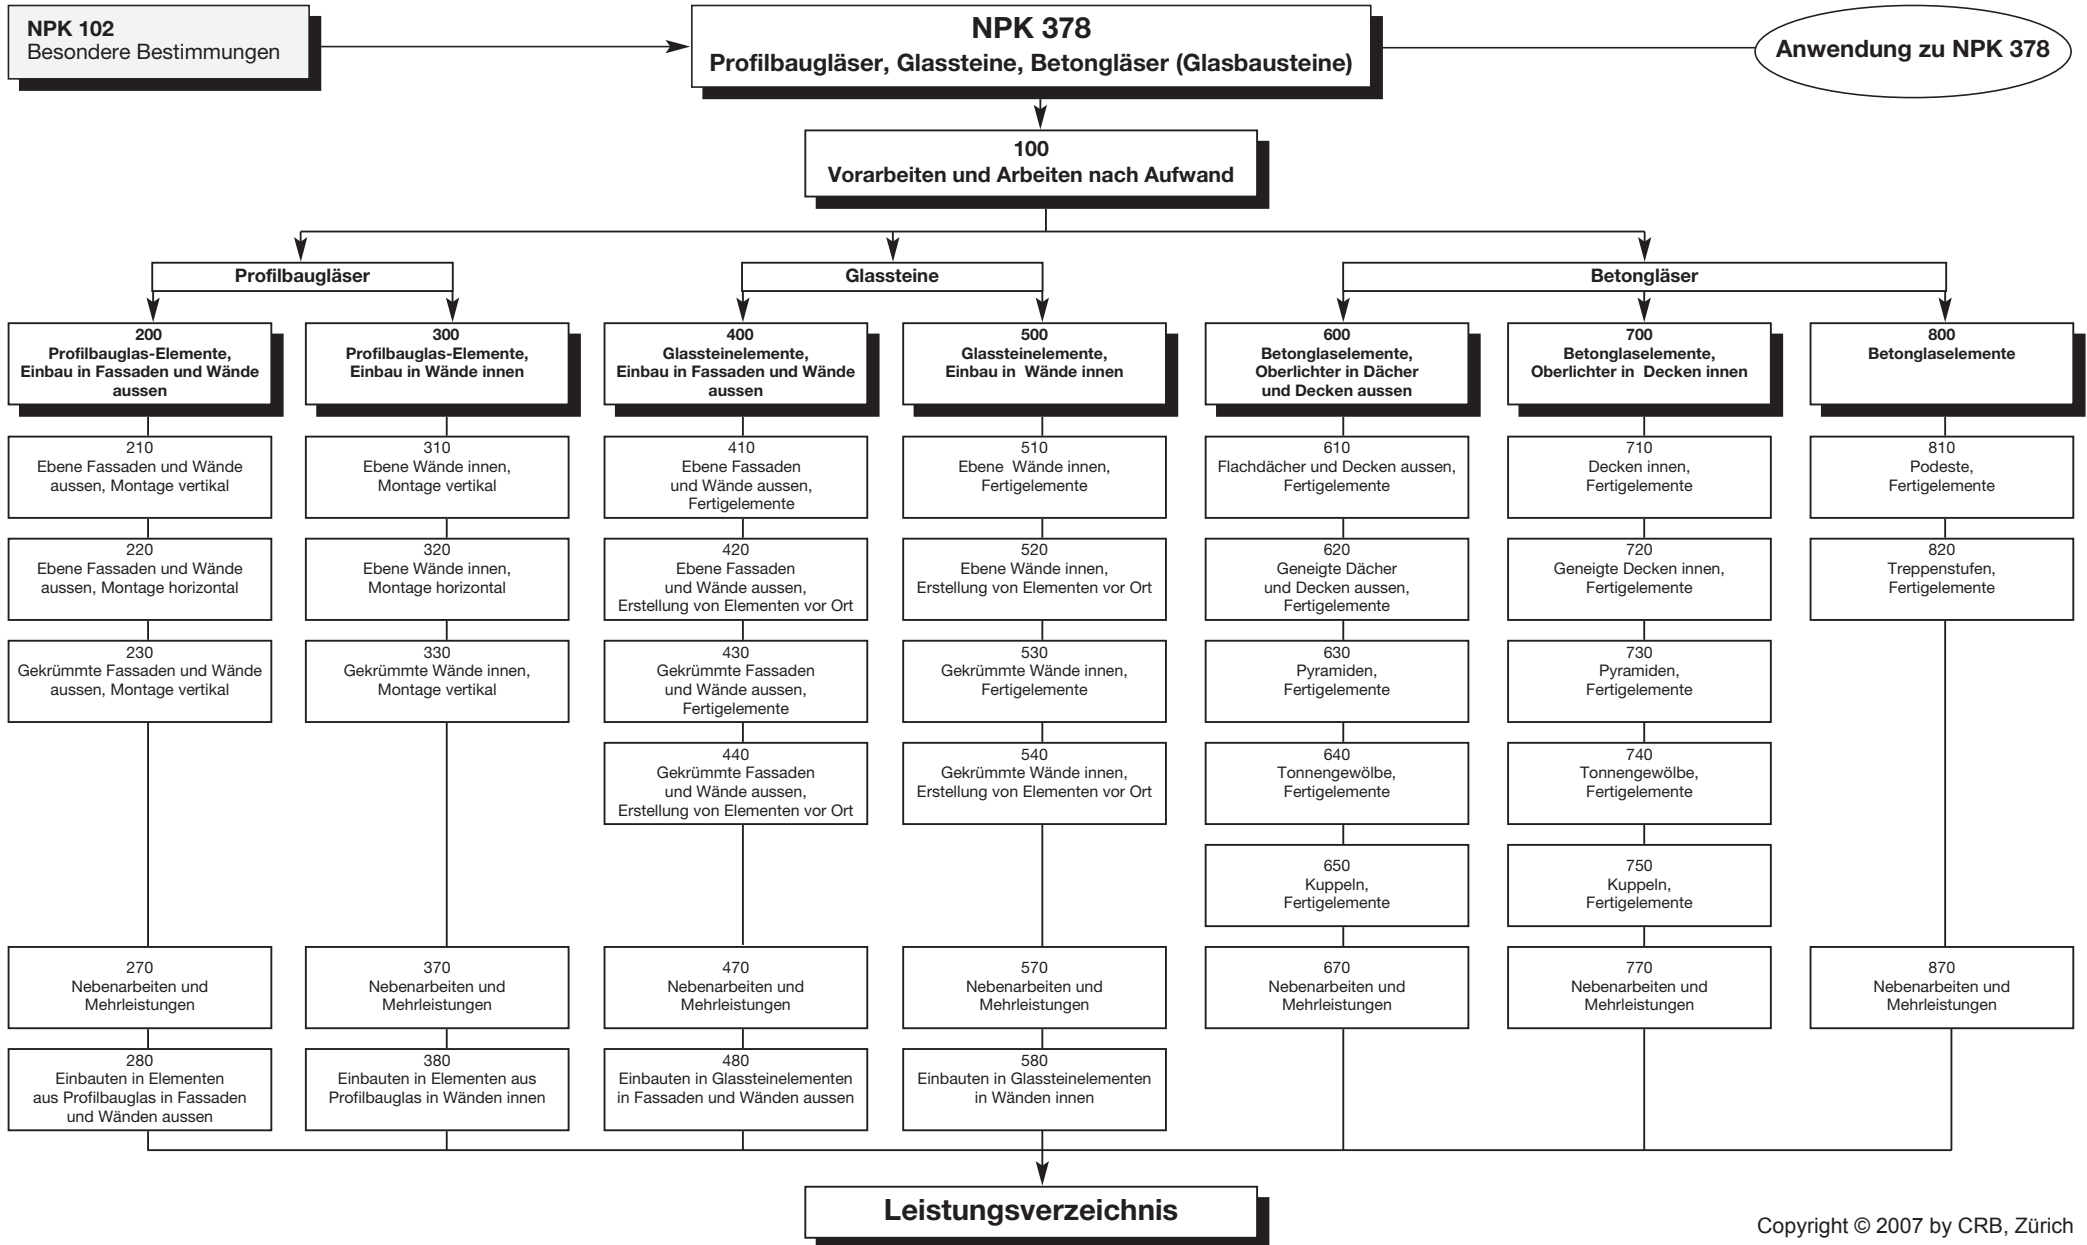 NPK 102
Besondere Bestimmungen
NPK 378
Profilbaugläser, Glassteine, Betongläser (Glasbausteine)
Anwendung zu NPK 378
100
Vorarbeiten und Arbeiten nach Aufwand
Profilbaugläser
Glassteine
Betongläser
200
Profilbauglas-Elemente,
Einbau in Fassaden und Wände
aussen
300
Profilbauglas-Elemente,
Einbau in Wände innen
400
Glassteinelemente,
Einbau in Fassaden und Wände
aussen
500
Glassteinelemente,
Einbau in Wände innen
600
Betonglaselemente,
Oberlichter in Dächer
und Decken aussen
700
Betonglaselemente,
Oberlichter in Decken innen
800
Betonglaselemente
210
Ebene Fassaden und Wände
aussen, Montage vertikal
310
Ebene Wände innen,
Montage vertikal
410
Ebene Fassaden
und Wände aussen,
Fertigelemente
510
Ebene Wände innen,
Fertigelemente
610
Flachdächer und Decken aussen,
Fertigelemente
710
Decken innen,
Fertigelemente
810
Podeste,
Fertigelemente
220
Ebene Fassaden und Wände
aussen, Montage horizontal
320
Ebene Wände innen,
Montage horizontal
420
Ebene Fassaden
und Wände aussen,
Erstellung von Elementen vor Ort
520
Ebene Wände innen,
Erstellung von Elementen vor Ort
620
Geneigte Dächer
und Decken aussen,
Fertigelemente
720
Geneigte Decken innen,
Fertigelemente
820
Treppenstufen,
Fertigelemente
230
Gekrümmte Fassaden und Wände
aussen, Montage vertikal
330
Gekrümmte Wände innen,
Montage vertikal
430
Gekrümmte Fassaden
und Wände aussen,
Fertigelemente
530
Gekrümmte Wände innen,
Fertigelemente
630
Pyramiden,
Fertigelemente
730
Pyramiden,
Fertigelemente
440
Gekrümmte Fassaden
und Wände aussen,
Erstellung von Elementen vor Ort
540
Gekrümmte Wände innen,
Erstellung von Elementen vor Ort
640
Tonnengewölbe,
Fertigelemente
740
Tonnengewölbe,
Fertigelemente
650
Kuppeln,
Fertigelemente
750
Kuppeln,
Fertigelemente
270
Nebenarbeiten und
Mehrleistungen
370
Nebenarbeiten und
Mehrleistungen
470
Nebenarbeiten und
Mehrleistungen
570
Nebenarbeiten und
Mehrleistungen
670
Nebenarbeiten und
Mehrleistungen
770
Nebenarbeiten und
Mehrleistungen
870
Nebenarbeiten und
Mehrleistungen
280
Einbauten in Elementen
aus Profilbauglas in Fassaden
und Wänden aussen
380
Einbauten in Elementen aus
Profilbauglas in Wänden innen
480
Einbauten in Glassteinelementen
in Fassaden und Wänden aussen
580
Einbauten in Glassteinelementen
in Wänden innen
Leistungsverzeichnis
Copyright © 2007 by CRB, Zürich